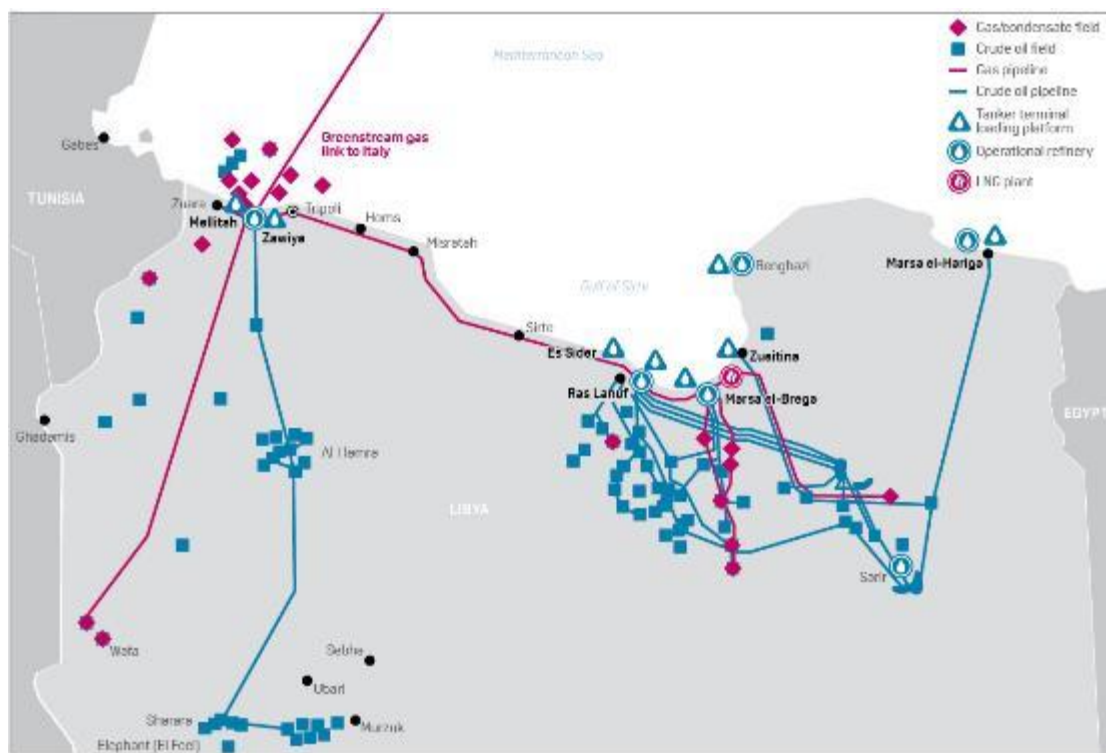 Gas/condensate field
Crude oil field
Gas pipeline
Crude oil pipeline
Tanker terminal
loading platform
Operational refinery
LNG plant
Mediterranean Sea
Greenstream gas
link to Italy
Gabes
TUNISIA
Zuara
Mellitah
Zawiya
Tripoli
Homs
Misratah
Gulf of Sirte
Benghazi
Marsa el-Hariga
Sirte
Es Sider
Zueitina
Ras Lanuf
Marsa el-Brega
EGYPT
Ghadamis
Al Hamra
LIBYA
Sarir
Wafa
Sebha
Ubari
Sharara
Murzuk
Elephant (El Feel)